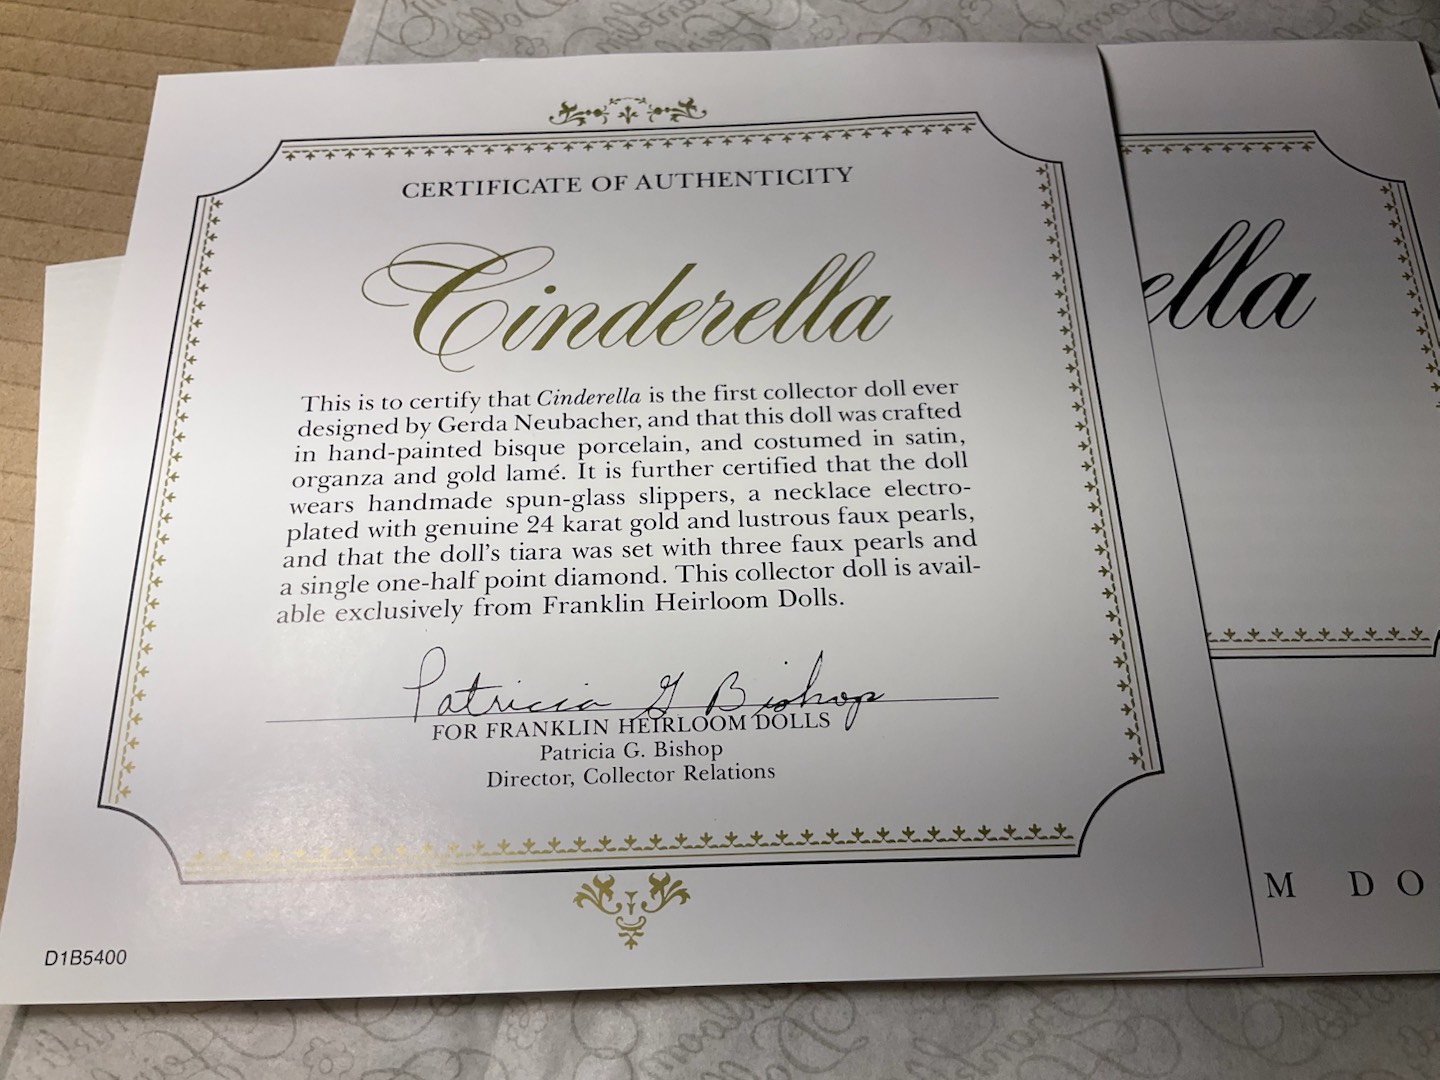 CERTIFICATE OF AUTHENTICITY
Cinderella
This is to certify that Cinderella is the first collector doll ever
designed by Gerda Neubacher, and that this doll was crafted
in hand-painted bisque porcelain, and costumed in satin,
organza and gold lamé. It is further certified that the doll
wears handmade spun-glass slippers, a necklace electro-
plated with genuine 24 karat gold and lustrous faux pearls,
and that the doll's tiara was set with three faux pearls and
a single one-half point diamond. This collector doll is avail-
able exclusively from Franklin Heirloom Dolls.
Patricia G Bishop
FOR FRANKLIN HEIRLOOM DOLLS
Patricia G. Bishop
Director, Collector Relations
D1B5400
ella
M DO